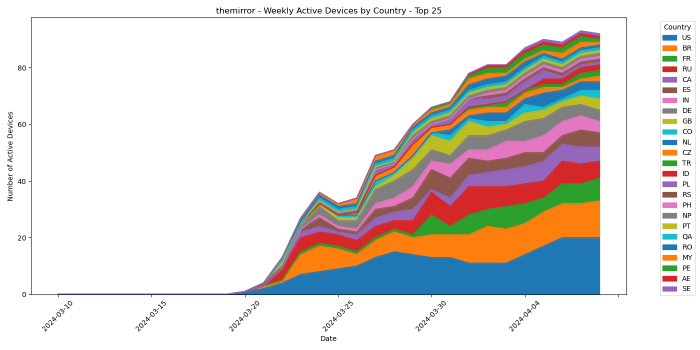 themirror - Weekly Active Devices by Country - Top 25
Number of Active Devices
80
60
40
20
0
2024-03-10
2024-03-15
2024-03-20
2024-03-25
2024-03-30
2024-04-04
Date
Country
US
BR
FR
RU
CA
ES
IN
DE
GB
CO
NL
CZ
TR
ID
PL
RS
PH
NP
PT
QA
RO
MY
PE
AE
SE